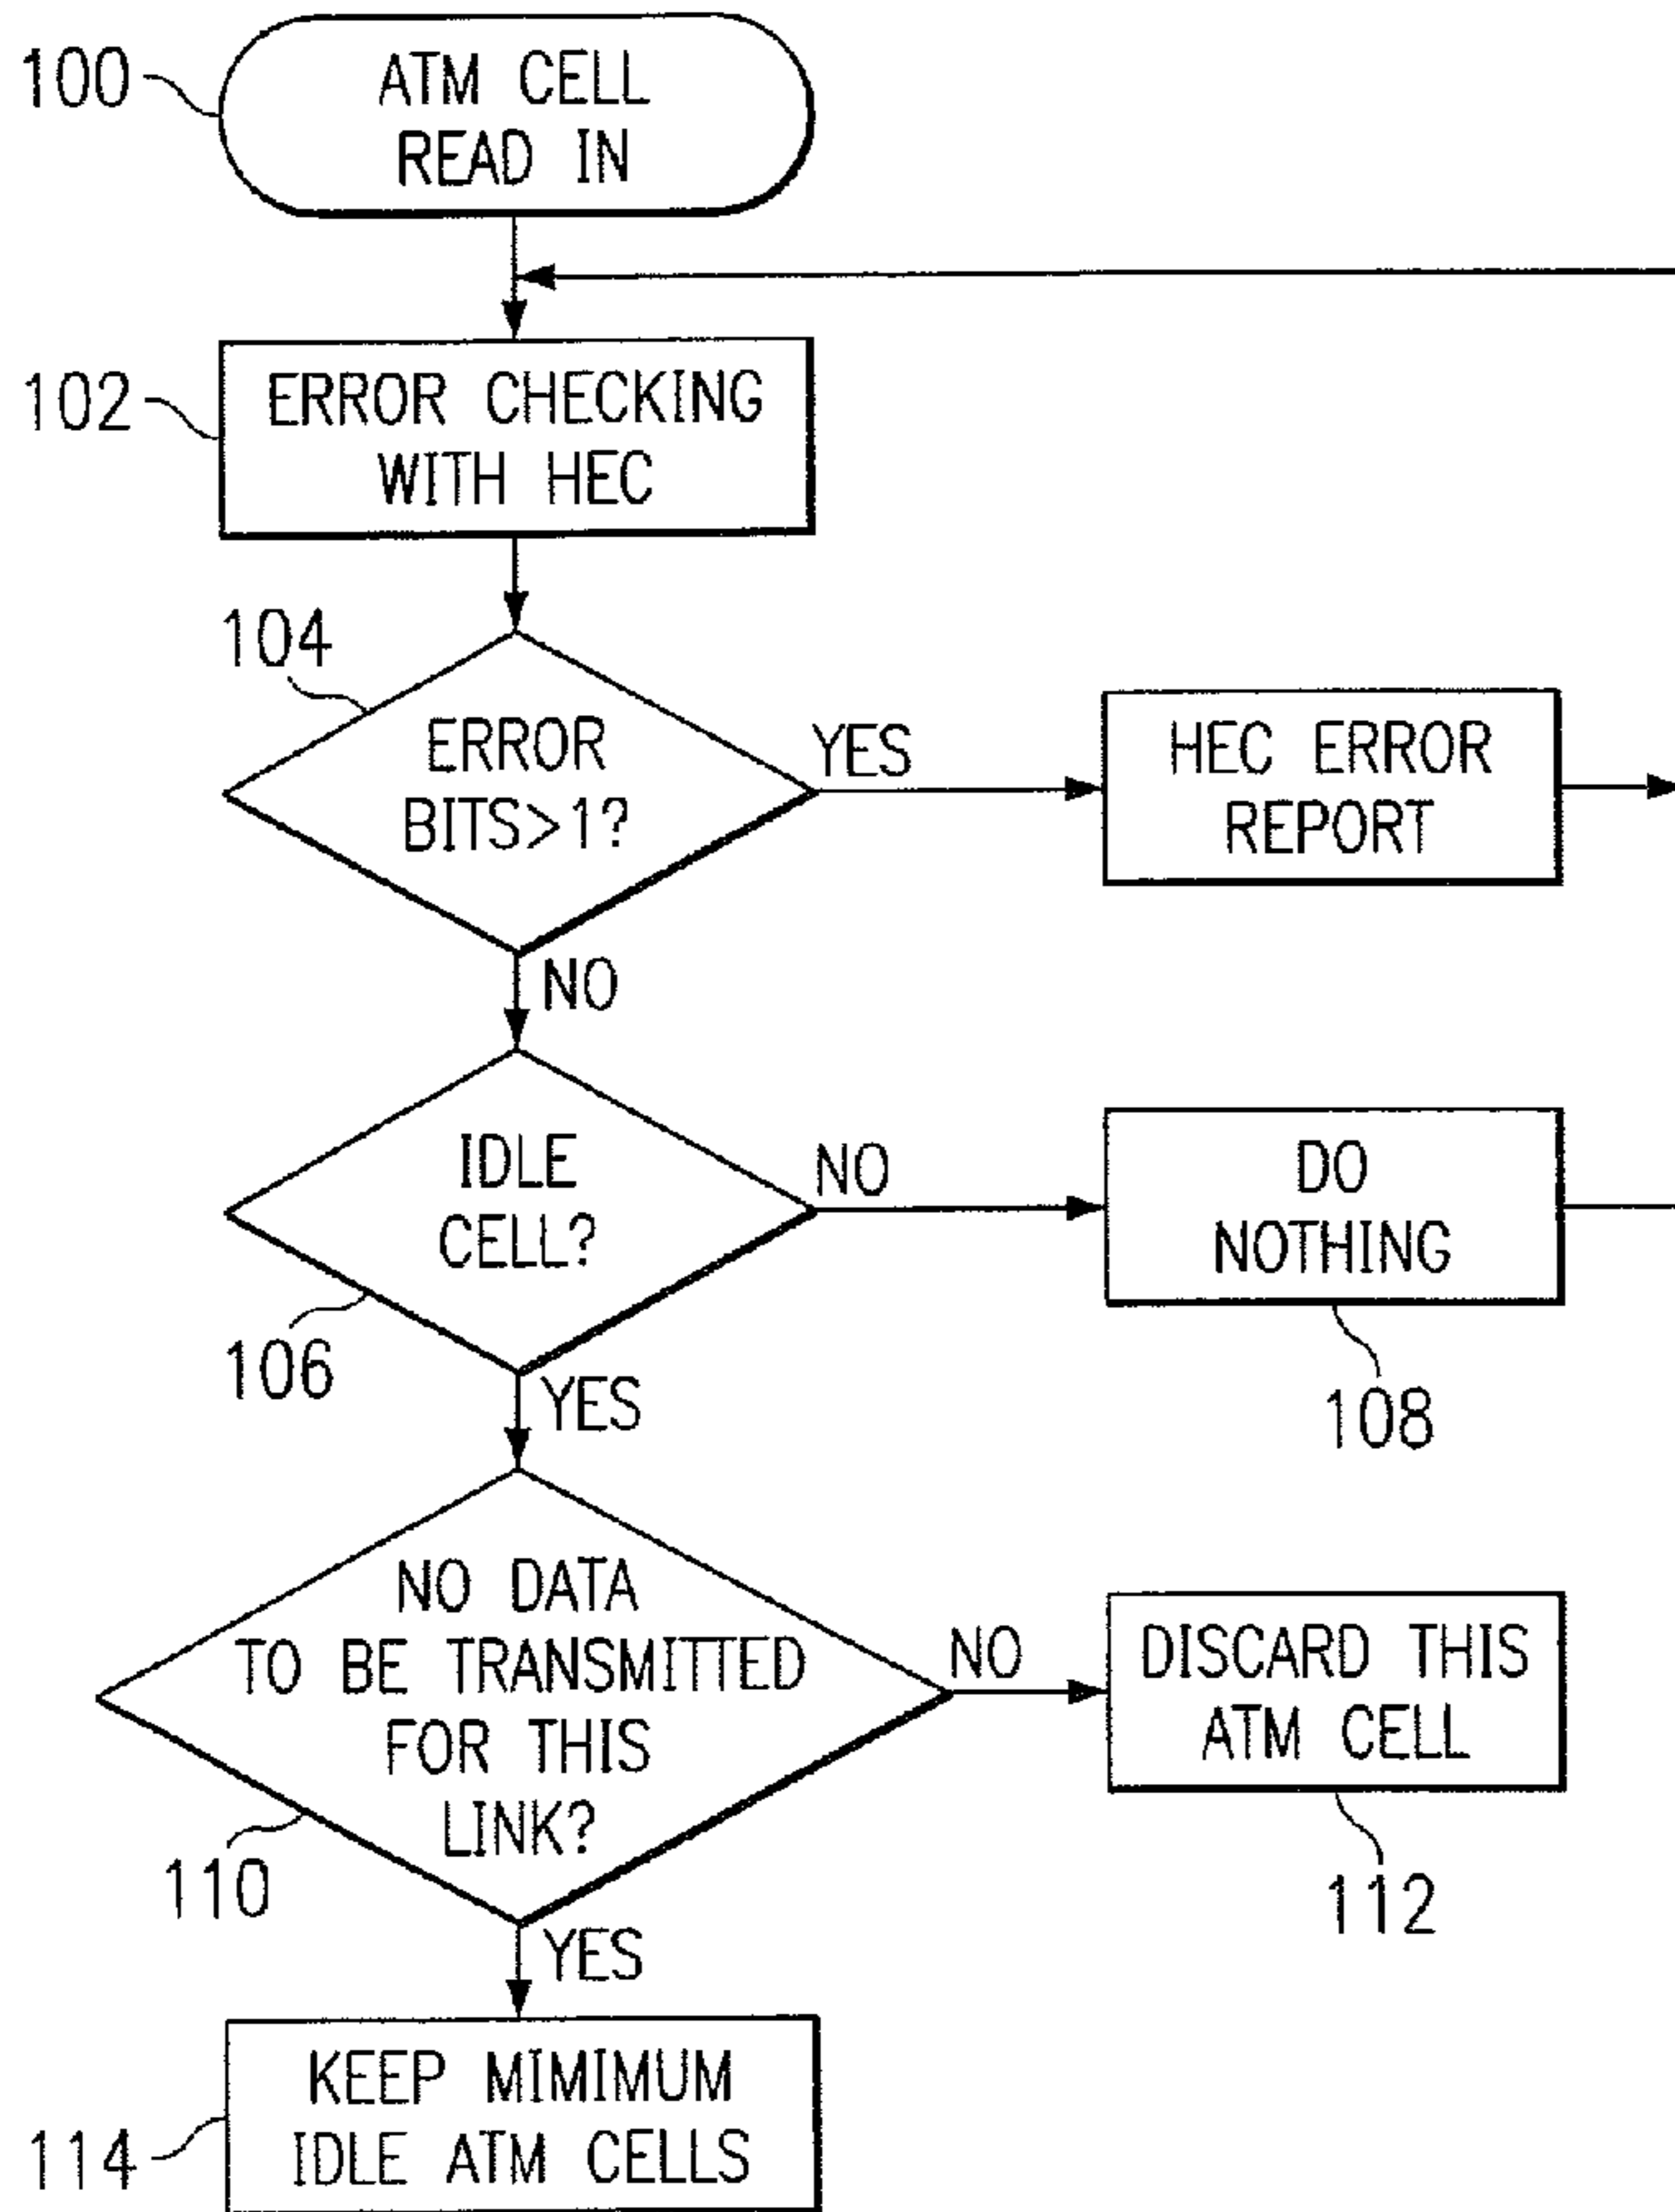 100
ATM CELL
READ IN
102
ERROR CHECKING
WITH HEC
104
ERROR
BITS>1?
YES
HEC ERROR
REPORT
NO
IDLE
CELL?
NO
DO
NOTHING
106
YES
108
NO DATA
TO BE TRANSMITTED
FOR THIS
LINK?
NO
DISCARD THIS
ATM CELL
110
112
YES
KEEP MIMIMUM
IDLE ATM CELLS
114